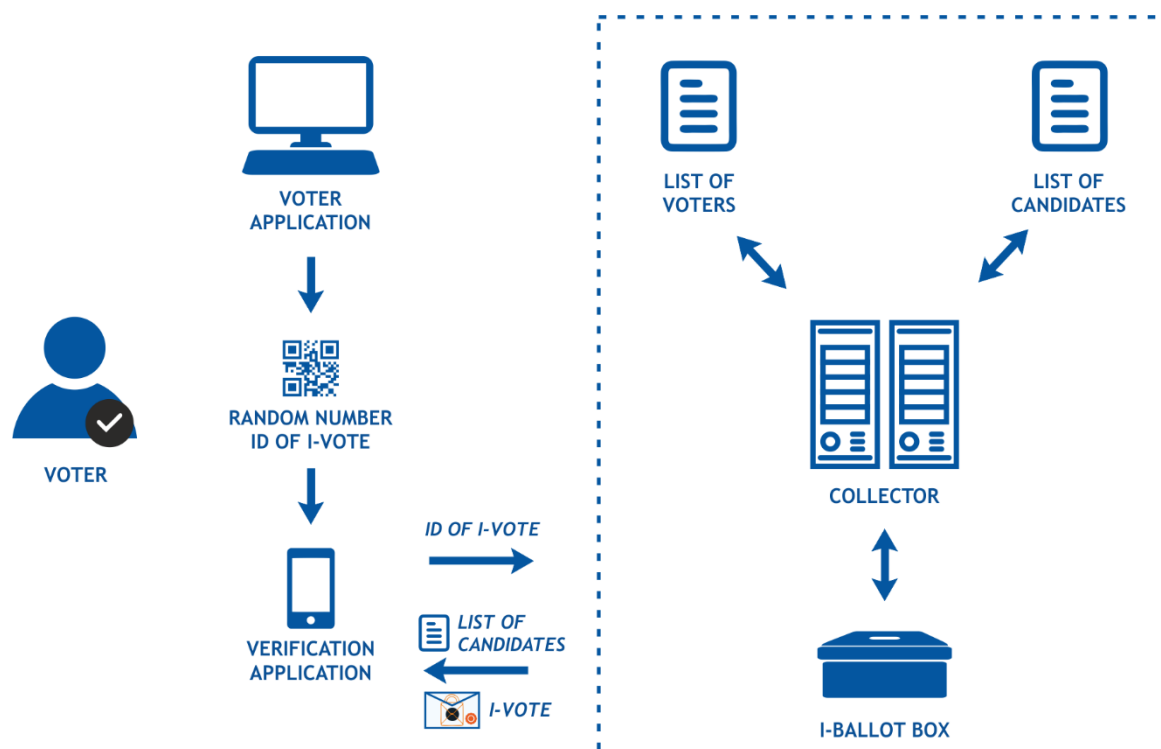 VOTER
APPLICATION
RANDOM NUMBER
ID OF I-VOTE
VOTER
VERIFICATION
APPLICATION
ID OF I-VOTE
LIST OF
CANDIDATES
I-VOTE
LIST OF
VOTERS
LIST OF
CANDIDATES
COLLECTOR
I-BALLOT BOX